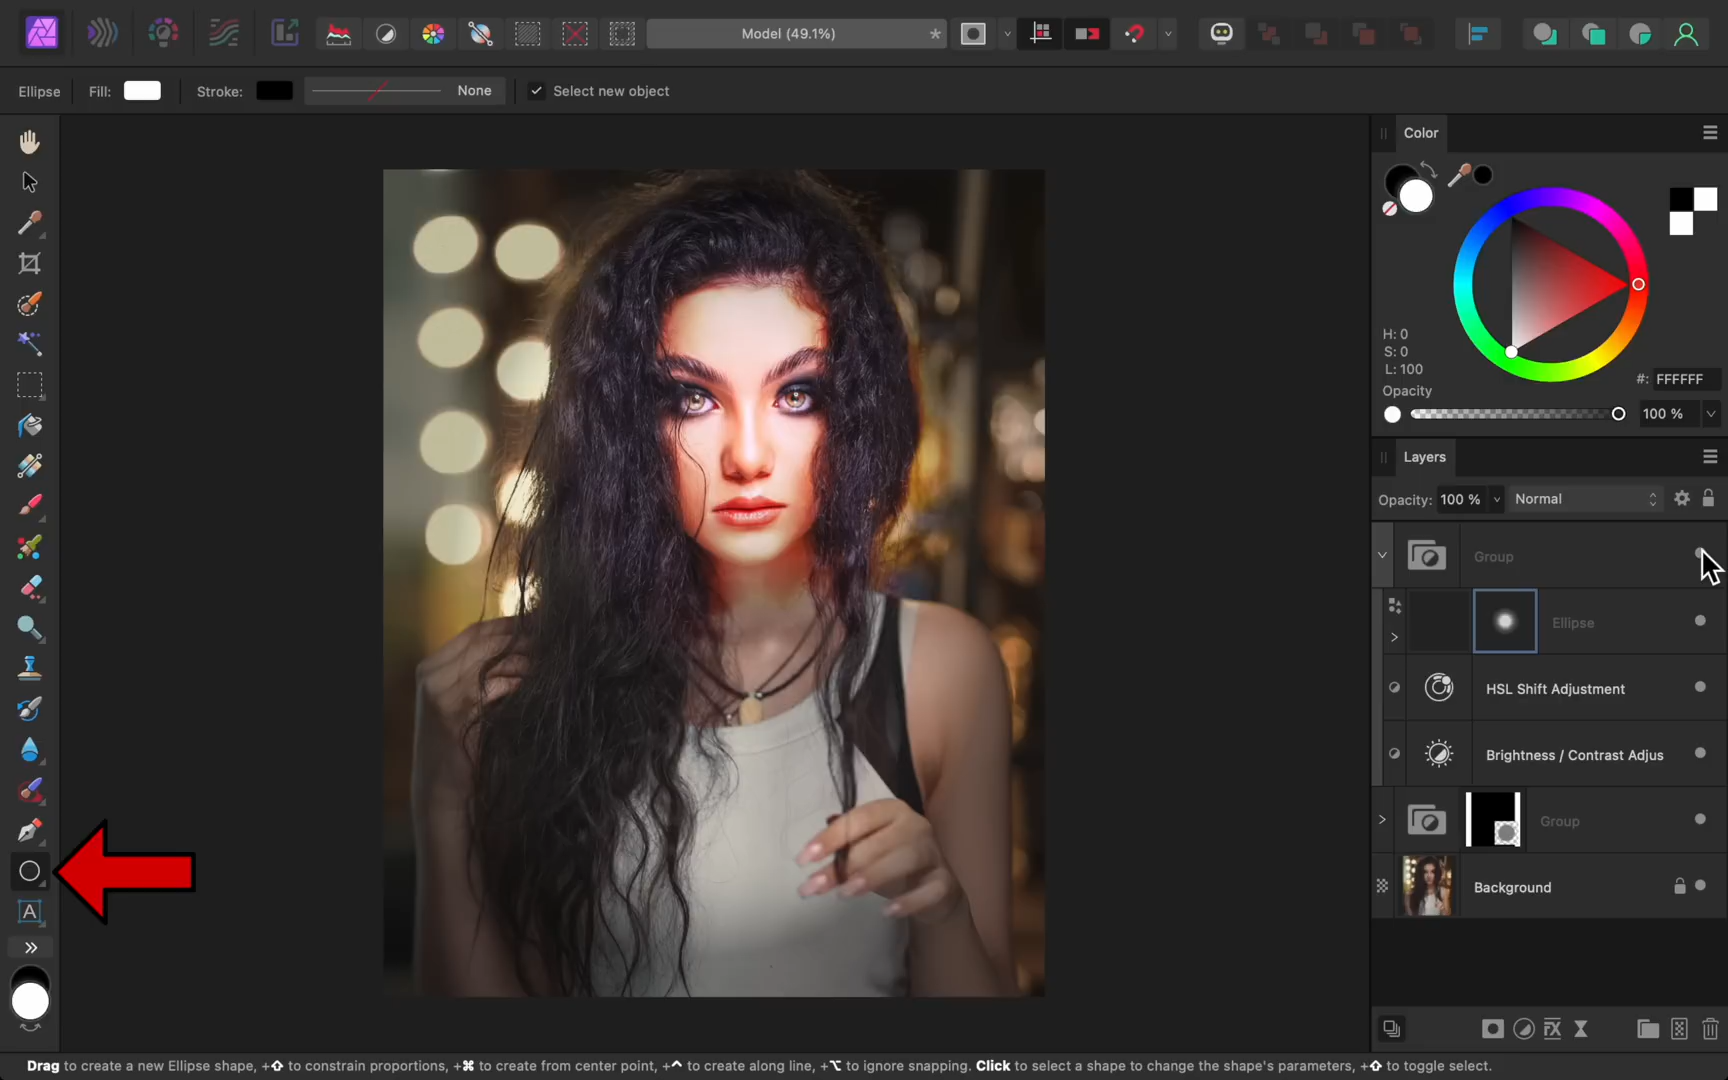 Model (49.1%)
*
Ellipse
Fill:
Stroke:
None
Select new object
Color
H: 0
S: 0
L: 100
#: FFFFFF
Opacity
100 %
Layers
Opacity: 100 %
Normal
Group
Ellipse
HSL Shift Adjustment
Brightness / Contrast Adjus
Group
Background
A
FX
Drag to create a new Ellipse shape, +⇧ to constrain proportions, +⌘ to create from center point, +⌃ to create along line, +⌥ to ignore snapping. Click to select a shape to change the shape's parameters, +⇧ to toggle select.